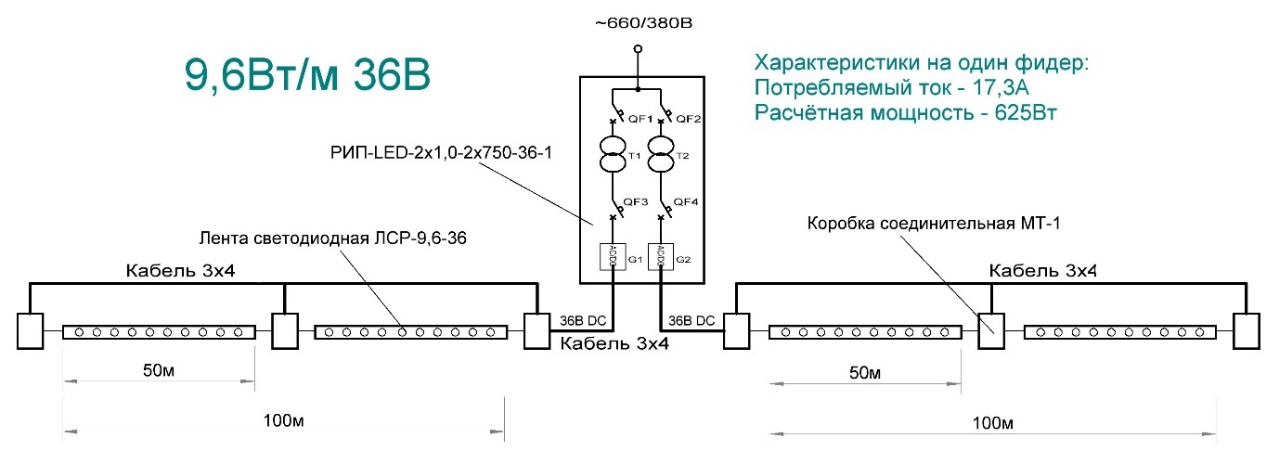 ~660/380В
9,6Вт/м 36В
Характеристики на один фидер:
Потребляемый ток - 17,3А
Расчётная мощность - 625Вт
QF1
QF2
T1
T2
РИП-LED-2х1,0-2х750-36-1
QF3
QF4
Лента светодиодная ЛСР-9,6-36
Коробка соединительная МТ-1
AC/DC
G1
AC/DC
G2
Кабель 3х4
Кабель 3х4
36В DC
36В DC
Кабель 3х4
50м
50м
100м
100м